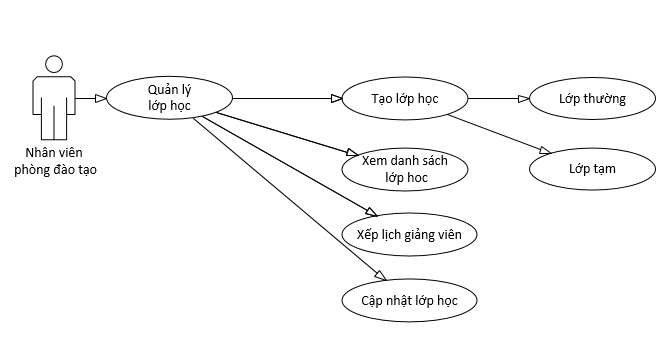 Quản lý
lớp học
Tạo lớp học
Lớp thường
Nhân viên
phòng đào tạo
Xem danh sách
lớp hoc
Lớp tạm
Xếp lịch giảng viên
Cập nhật lớp học